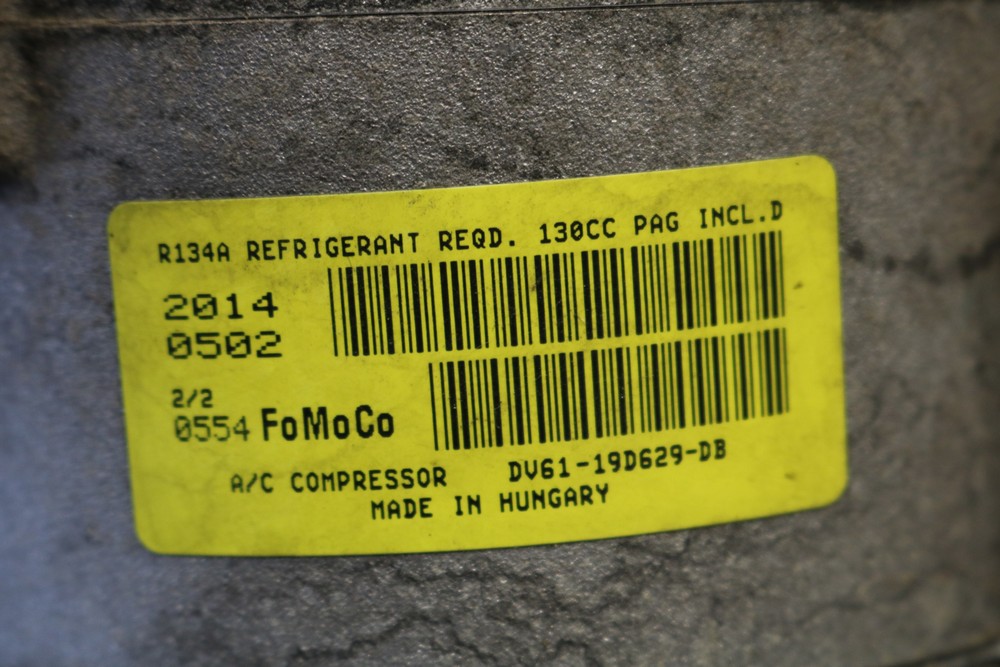 R134A REFRIGERANT REQD. 130CC PAG INCL.D
2014
0502
2/2
0554 FoMoCo
A/C COMPRESSOR DV61-19D629-DB
MADE IN HUNGARY